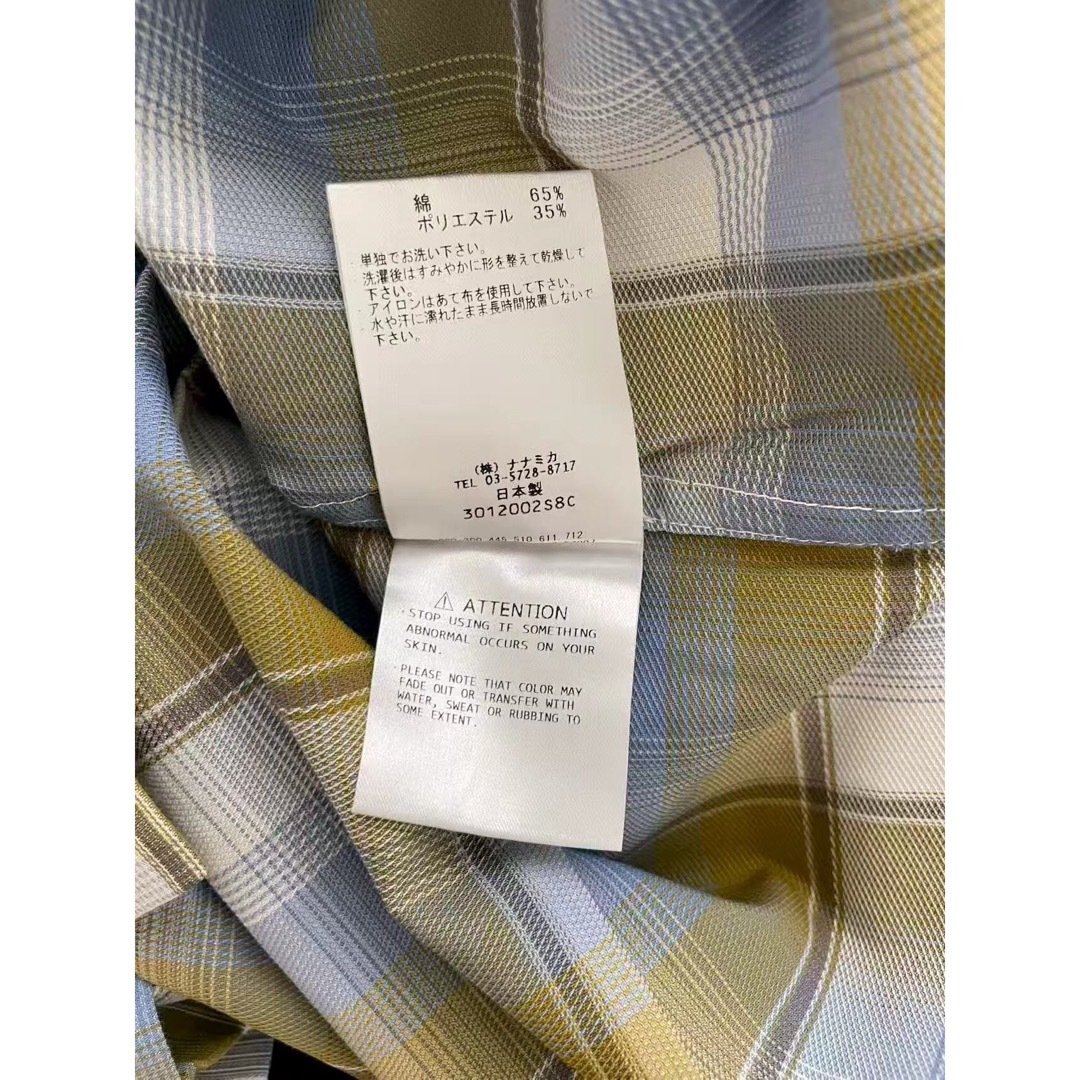 綿 65%
ポリエステル 35%
単独でお洗い下さい。
洗濯後はすみやかに形を整えて乾燥して
下さい。
アイロンはあて布を使用して下さい。
水や汗に濡れたまま長時間放置しないで
下さい。
(株) ナナミカ
TEL 03-5728-8717
日本製
3012002S8C
445 510 611 712
⚠ ATTENTION
・STOP USING IF SOMETHING
ABNORMAL OCCURS ON YOUR
SKIN.
・PLEASE NOTE THAT COLOR MAY
FADE OUT OR TRANSFER WITH
WATER, SWEAT OR RUBBING TO
SOME EXTENT.